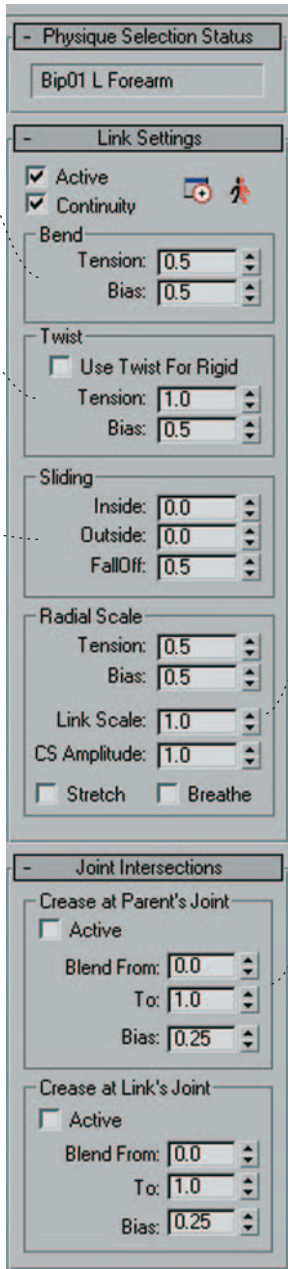 - Physique Selection Status
Bip01 L Forearm
- Link Settings
Active
Continuity
Bend
Tension: 0.5
Bias: 0.5
Twist
Use Twist For Rigid
Tension: 1.0
Bias: 0.5
Sliding
Inside: 0.0
Outside: 0.0
FallOff: 0.5
Radial Scale
Tension: 0.5
Bias: 0.5
Link Scale: 1.0
CS Amplitude: 1.0
Stretch Breathe
- Joint Intersections
Crease at Parent's Joint
Active
Blend From: 0.0
To: 1.0
Bias: 0.25
Crease at Link's Joint
Active
Blend From: 0.0
To: 1.0
Bias: 0.25